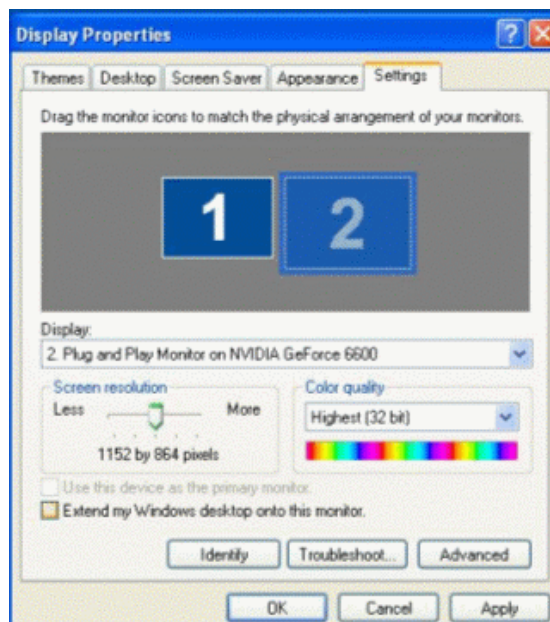 Display Properties
Themes Desktop Screen Saver Appearance Settings
Drag the monitor icons to match the physical arrangement of your monitors.
1 2
Display:
2. Plug and Play Monitor on NVIDIA GeForce 6600
Screen resolution Color quality
Less More Highest (32 bit)
1152 by 864 pixels
Use this device as the primary monitor.
Extend my Windows desktop onto this monitor.
Identify Troubleshoot... Advanced
OK Cancel Apply